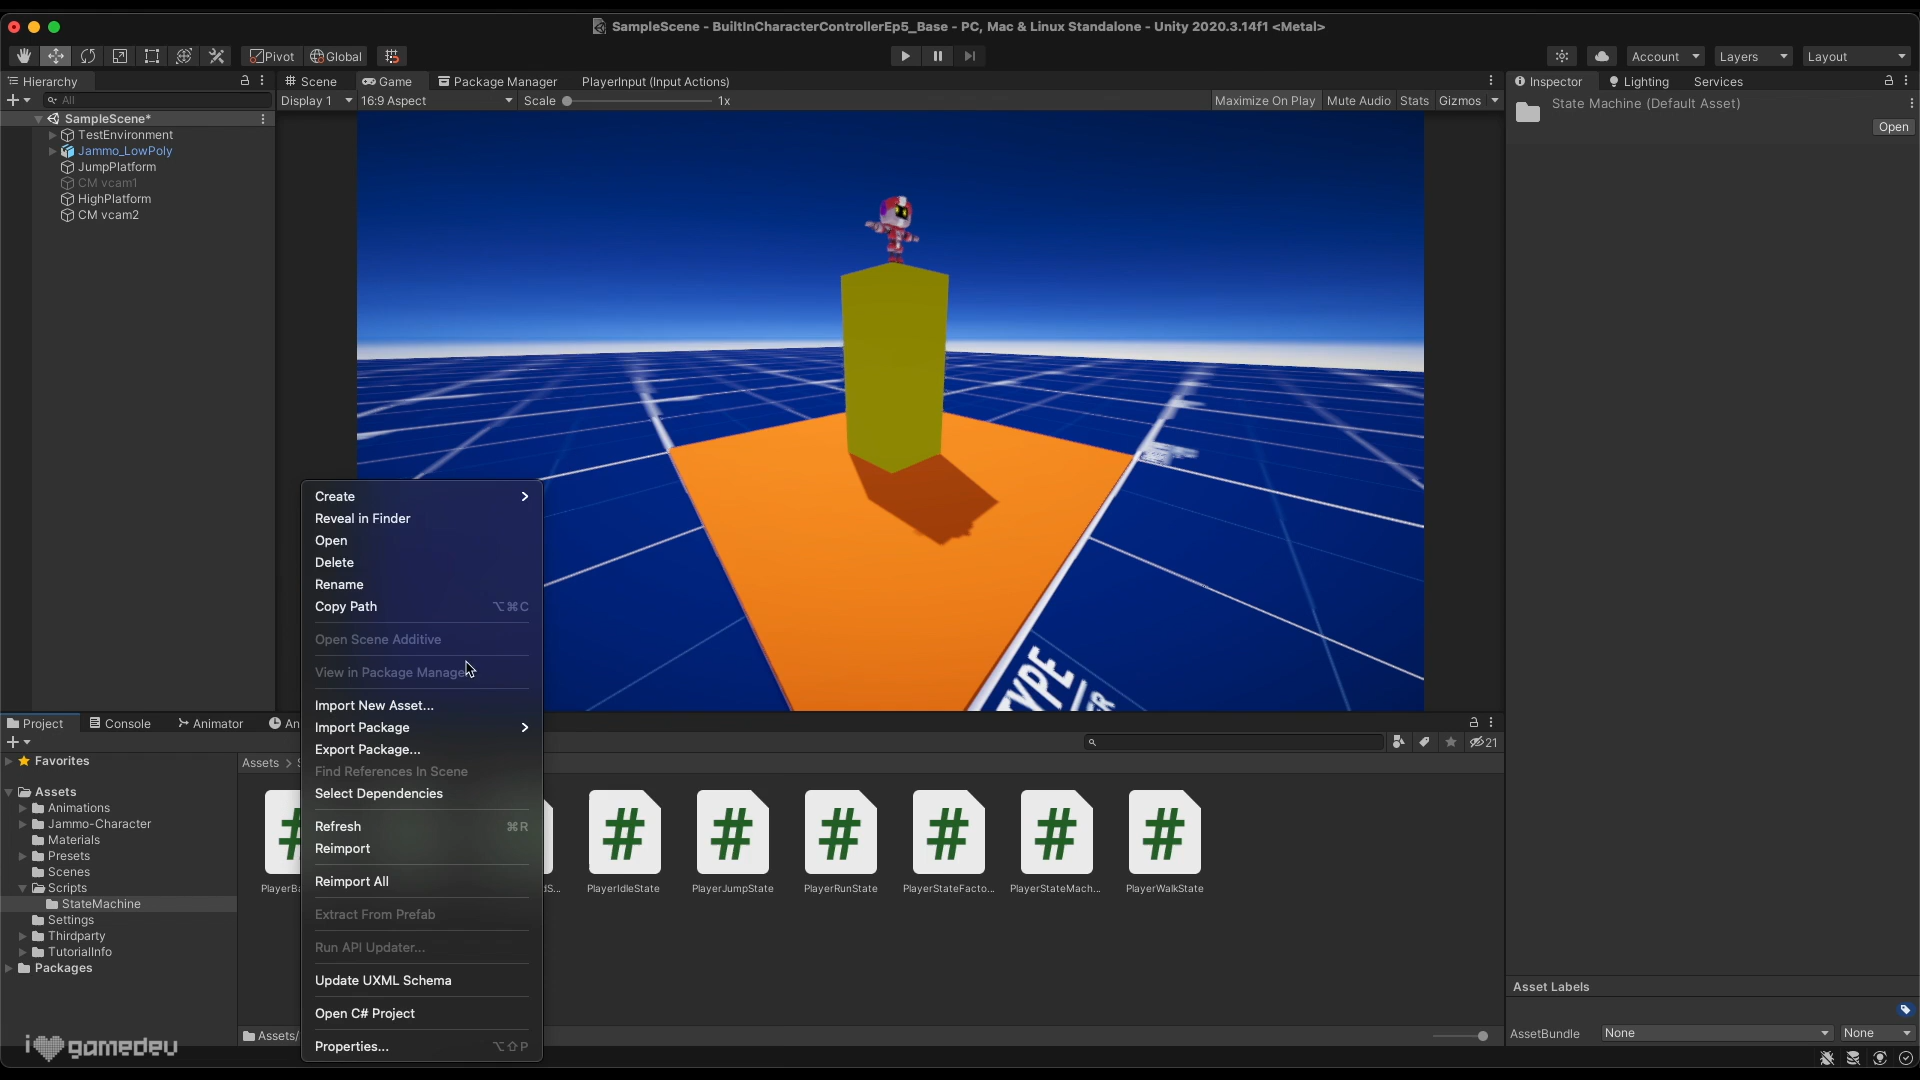 SampleScene - BuiltInCharacterControllerEp5_Base - PC, Mac & Linux Standalone - Unity 2020.3.14f1 <Metal>
Pivot Global Account Layers Layout
Hierarchy Scene Game Package Manager PlayerInput (Input Actions) Inspector Lighting Services
All Display 1 16:9 Aspect Scale 1x Maximize On Play Mute Audio Stats Gizmos
State Machine (Default Asset)
Open
SampleScene*
TestEnvironment
Jammo_LowPoly
JumpPlatform
CM vcam1
HighPlatform
CM vcam2
Create
Reveal in Finder
Open
Delete
Rename
Copy Path ⌥⌘C
Open Scene Additive
View in Package Manage
Import New Asset...
Import Package
Export Package...
Find References In Scene
Select Dependencies
Refresh ⌘R
Reimport
Reimport All
Extract From Prefab
Run API Updater...
Update UXML Schema
Open C# Project
Properties... ⌥⇧P
TYPE
Project Console Animator An
21
Favorites
Assets
Animations
Jammo-Character
Materials
Presets
Scenes
Scripts
StateMachine
Settings
Thirdparty
TutorialInfo
Packages
Assets > S
# # # # # # #
PlayerBa dS... PlayerIdleState PlayerJumpState PlayerRunState PlayerStateFacto... PlayerStateMach... PlayerWalkState
Assets/
Asset Labels
AssetBundle None None
i gamedev